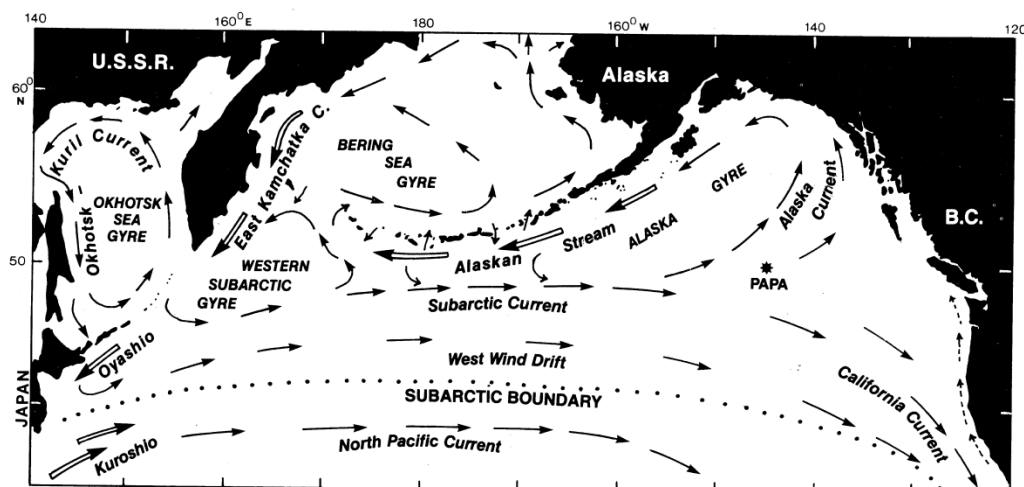 140
160° E
180
160° W
140
120
U.S.S.R.
Alaska
60°
N
Kuril Current
East Kamchatka C.
BERING
SEA
GYRE
GYRE
OKHOTSK
SEA
GYRE
Okhotsk
Alaska
Current
B.C.
Stream
ALASKA
50
WESTERN
SUBARCTIC
GYRE
Alaskan
PAPA
Subarctic Current
Oyashio
West Wind Drift
JAPAN
SUBARCTIC BOUNDARY
California Current
Kuroshio
North Pacific Current